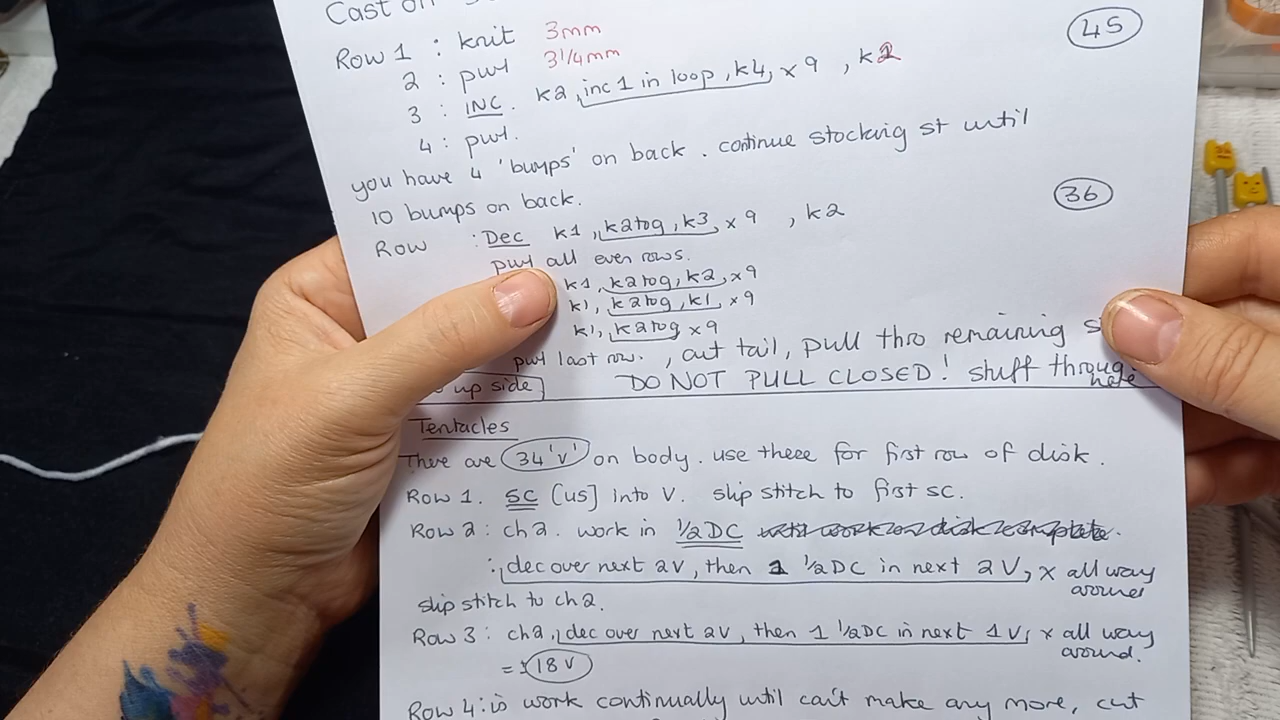 Cast on
Row 1 : knit 3mm
45
2 : purl 3 1/4mm
3 : INC. k2, inc 1 in loop, k4, x 9 , k2
4 : purl.
you have 4 'bumps' on back. continue stocking st until
10 bumps on back.
36
Row : Dec k1, k2tog, k3, x 9 , k2
purl all even rows.
k1, k2tog, k2, x9
k1, k2tog, k1, x9
k1, k2tog x9
purl last row. , cut tail, pull thro remaining
up side DO NOT PULL CLOSED! stuff through
hole
Tentacles
There are 34 'V' on body. use these for first row of disk.
Row 1. SC [US] into V. slip stitch to first sc.
Row 2: ch2. work in 1/2 DC
: dec over next 2V, then 1 1/2DC in next 2V, x all way
around
slip stitch to ch2.
Row 3: ch2, dec over next 2V, then 1 1/2DC in next 1V, x all way
around.
= 18 V
Row 4: work continually until can't make any more, cut